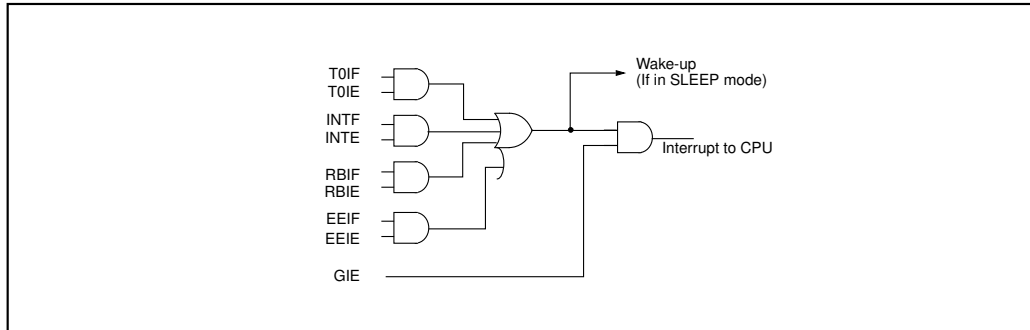 T0IF
T0IE
INTF
INTE
RBIF
RBIE
EEIF
EEIE
GIE
Wake-up
(If in SLEEP mode)
Interrupt to CPU